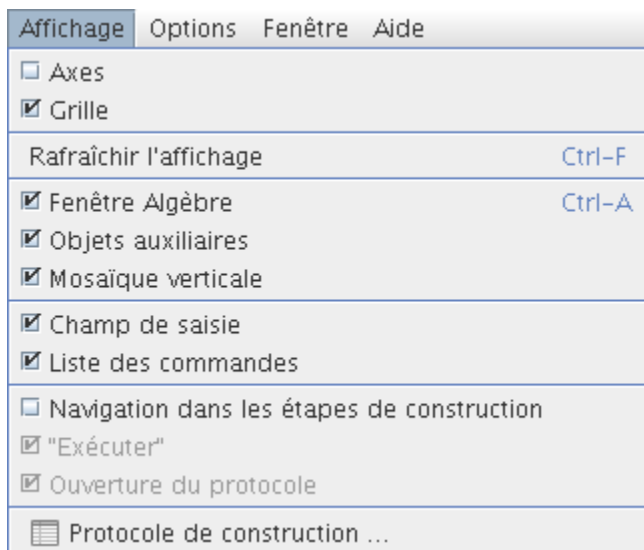 Affichage Options Fenêtre Aide
Axes
Grille
Rafraîchir l'affichage Ctrl-F
Fenêtre Algèbre Ctrl-A
Objets auxiliaires
Mosaïque verticale
Champ de saisie
Liste des commandes
Navigation dans les étapes de construction
"Exécuter"
Ouverture du protocole
Protocole de construction ...